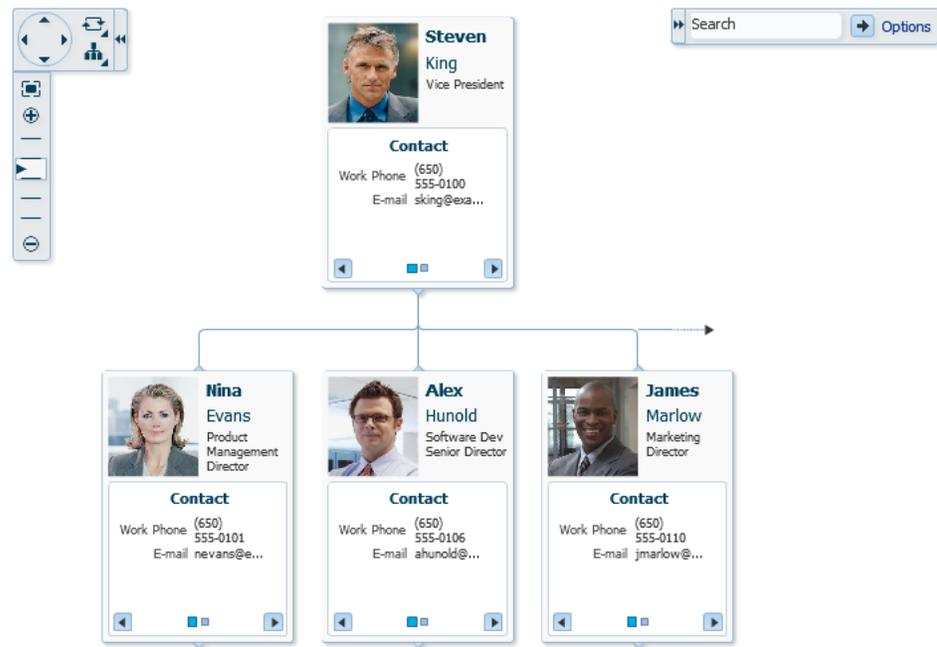 Search
Options
Steven
King
Vice President
Contact
Work Phone (650)
555-0100
E-mail sking@exa...
Nina
Evans
Product
Management
Director
Contact
Work Phone (650)
555-0101
E-mail nevans@e...
Alex
Hunold
Software Dev
Senior Director
Contact
Work Phone (650)
555-0106
E-mail ahunold@...
James
Marlow
Marketing
Director
Contact
Work Phone (650)
555-0110
E-mail jmarlow@...